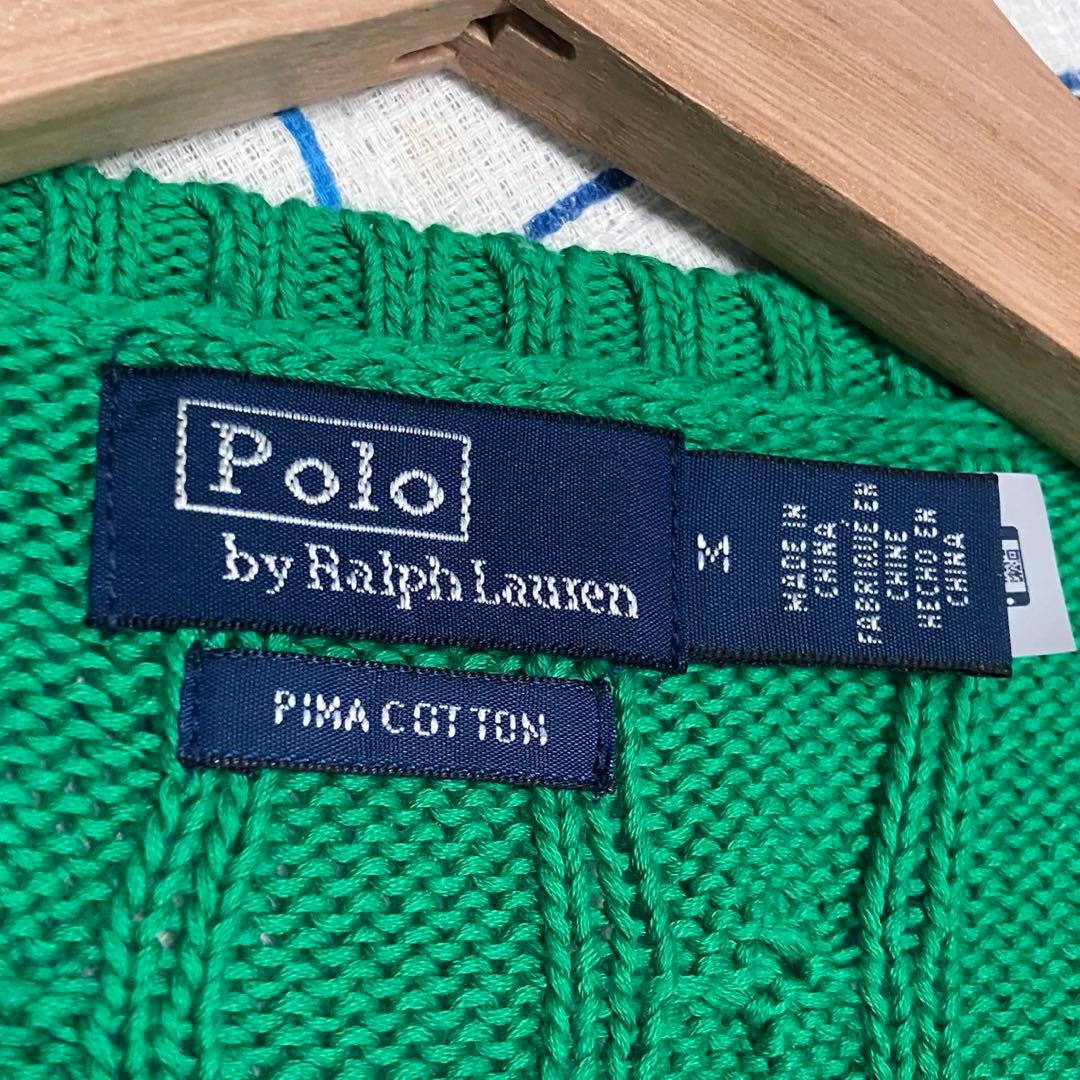 Polo
by Ralph Lauren
M
MADE IN
CHINA
FABRIQUE EN
CHINE
HECHO EN
CHINA
PIMA COTTON